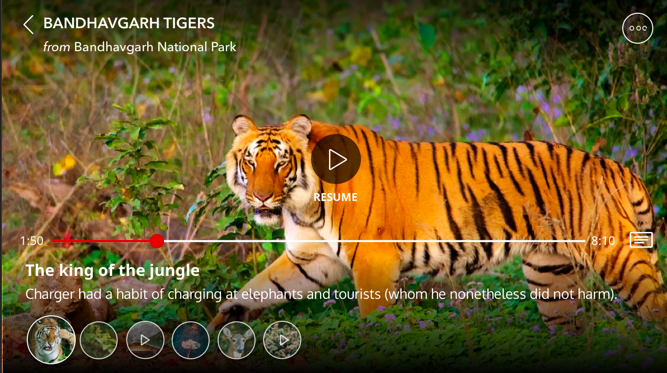 BANDHAVGARH TIGERS
from Bandhavgarh National Park
RESUME
1:50
8:10
The king of the jungle
Charger had a habit of charging at elephants and tourists (whom he nonetheless did not harm).